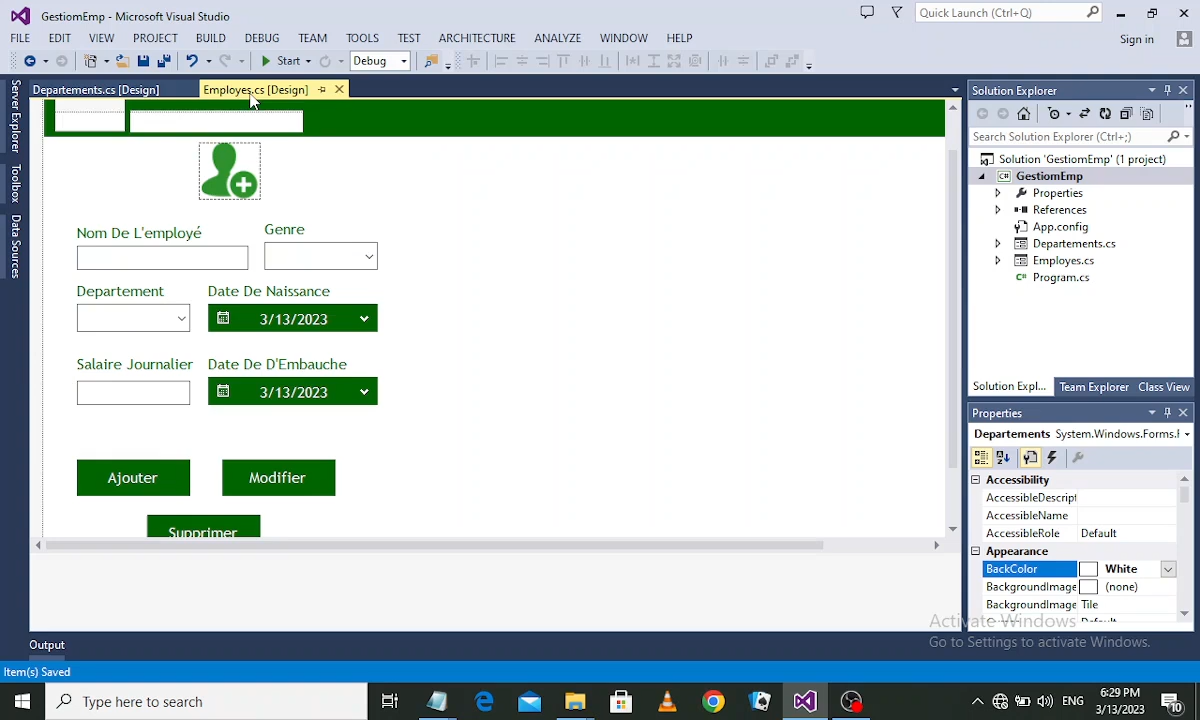 GestiomEmp - Microsoft Visual Studio
Quick Launch (Ctrl+Q)
FILE EDIT VIEW PROJECT BUILD DEBUG TEAM TOOLS TEST ARCHITECTURE ANALYZE WINDOW HELP
Sign in
Start
Debug
Server Explorer
Toolbox
Data Sources
Departements.cs [Design]
Employes.cs [Design]
Nom De L'employé
Genre
Departement
Date De Naissance
3/13/2023
Salaire Journalier
Date De D'Embauche
3/13/2023
Ajouter
Modifier
Supprimer
Solution Explorer
Search Solution Explorer (Ctrl+;)
Solution 'GestiomEmp' (1 project)
C# GestiomEmp
Properties
References
App.config
Departements.cs
Employes.cs
C# Program.cs
Solution Expl... Team Explorer Class View
Properties
Departements System.Windows.Forms.
Accessibility
AccessibleDescript
AccessibleName
AccessibleRole Default
Appearance
BackColor White
BackgroundImage (none)
BackgroundImage Tile
Activate Windows
Go to Settings to activate Windows.
Output
Item(s) Saved
Type here to search
ENG
6:29 PM
3/13/2023
10